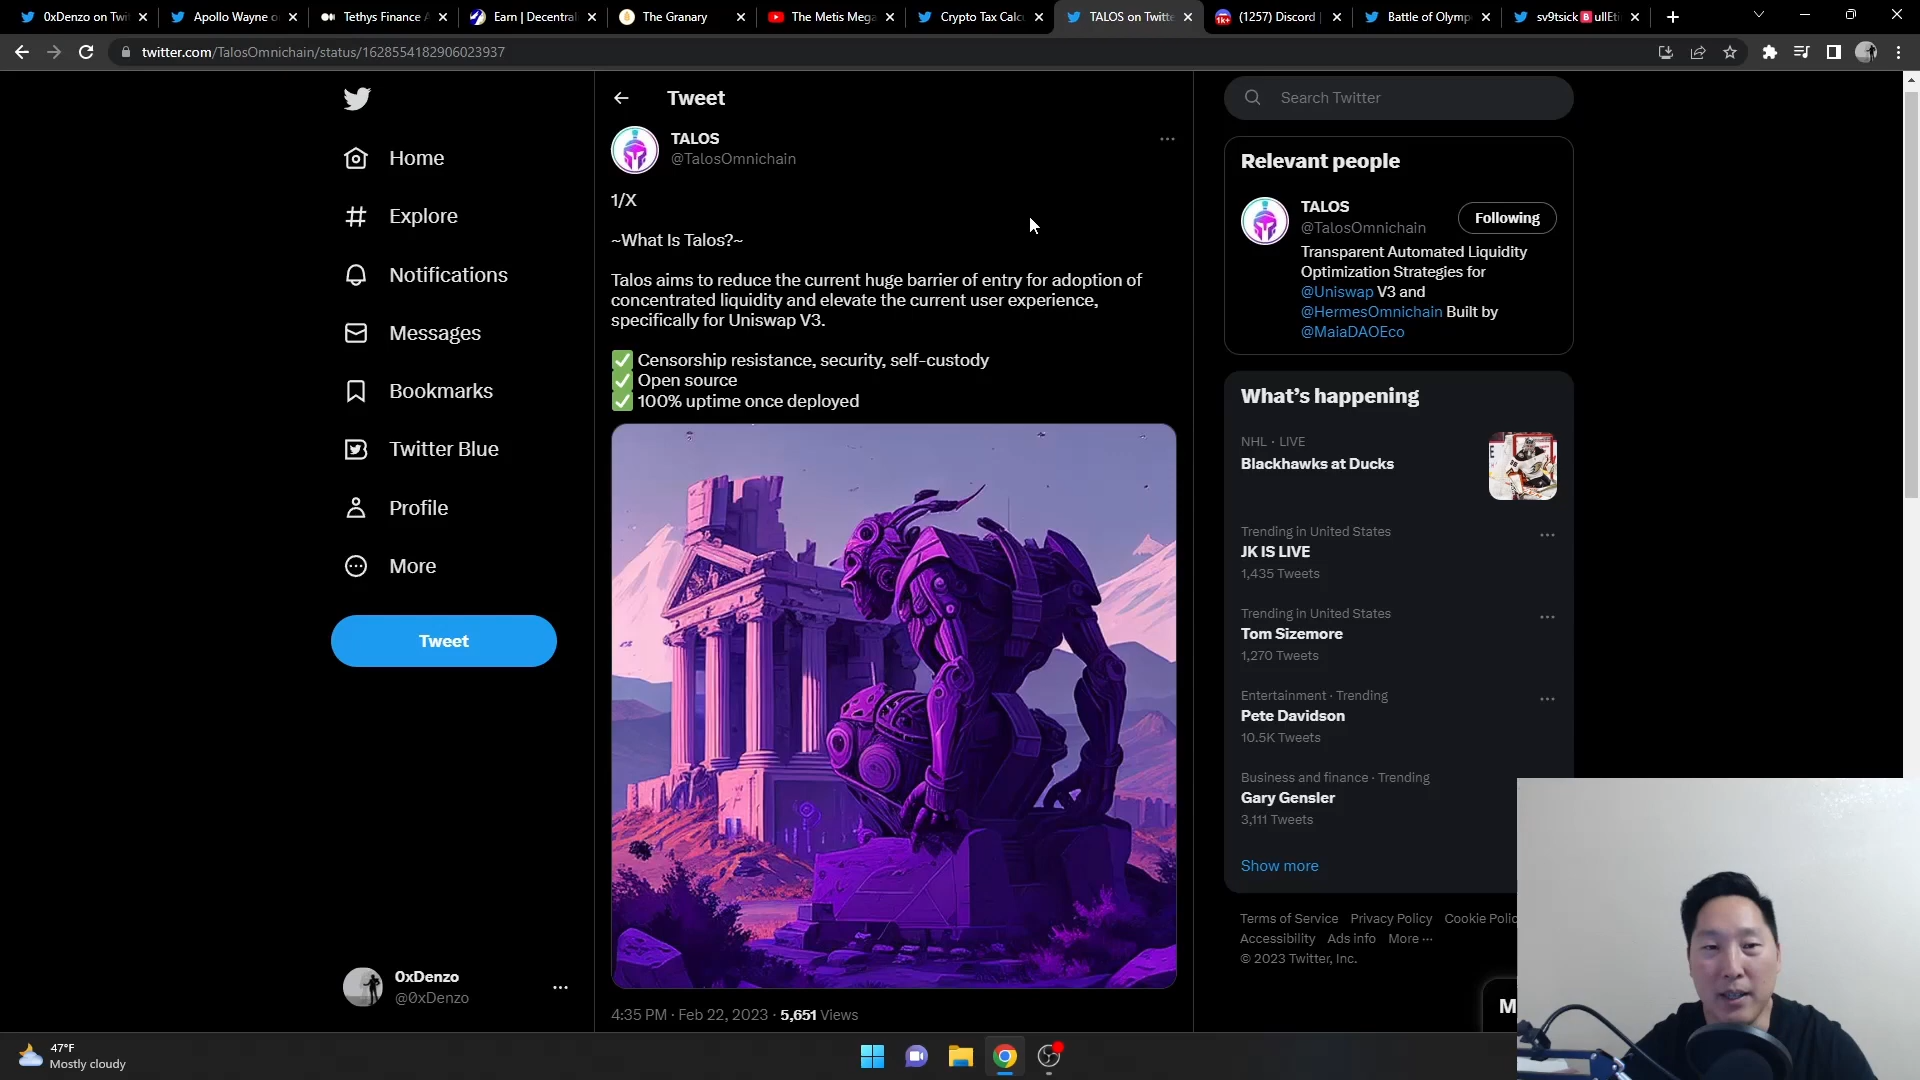 0xDenzo on Twi
Apollo Wayne o
Tethys Finance A
Earn | Decentral
The Granary
The Metis Mega
Crypto Tax Calc
TALOS on Twitte
(1257) Discord |
Battle of Olymp
sv9tsick🅱️ullEti
twitter.com/TalosOmnichain/status/1628554182906023937
Home
Explore
Notifications
Messages
Bookmarks
Twitter Blue
Profile
More
Tweet
0xDenzo
@0xDenzo
Tweet
TALOS
@TalosOmnichain
1/X
~What Is Talos?~
Talos aims to reduce the current huge barrier of entry for adoption of
concentrated liquidity and elevate the current user experience,
specifically for Uniswap V3.
✅ Censorship resistance, security, self-custody
✅ Open source
✅ 100% uptime once deployed
4:35 PM · Feb 22, 2023 · 5,651 Views
Search Twitter
Relevant people
TALOS
@TalosOmnichain
Following
Transparent Automated Liquidity
Optimization Strategies for
@Uniswap V3 and
@HermesOmnichain Built by
@MaiaDAOEco
What's happening
NHL · LIVE
Blackhawks at Ducks
Trending in United States
JK IS LIVE
1,435 Tweets
Trending in United States
Tom Sizemore
1,270 Tweets
Entertainment · Trending
Pete Davidson
10.5K Tweets
Business and finance · Trending
Gary Gensler
3,111 Tweets
Show more
Terms of Service Privacy Policy Cookie Polic
Accessibility Ads info More ···
© 2023 Twitter, Inc.
M
47°F
Mostly cloudy